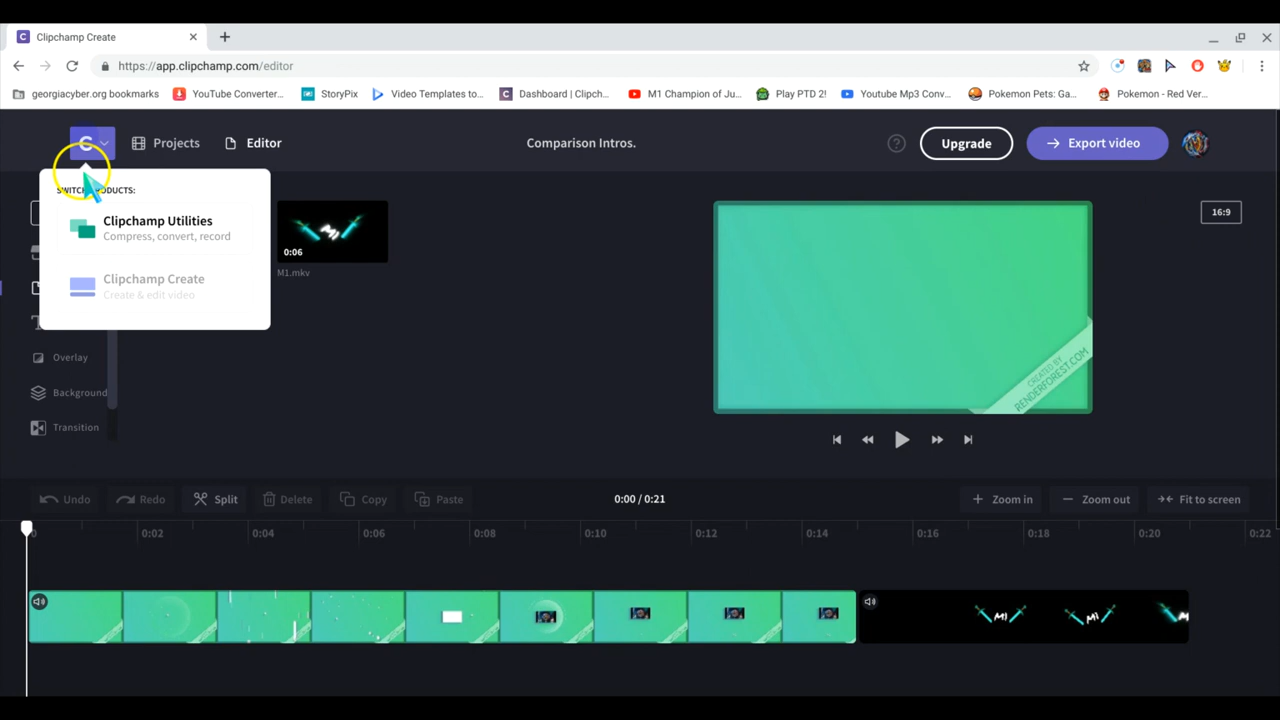 Clipchamp Create
https://app.clipchamp.com/editor
georgiacyber.org bookmarks
YouTube Converter...
StoryPix
Video Templates to...
Dashboard | Clipch...
M1 Champion of Ju...
Play PTD 2!
Youtube Mp3 Conv...
Pokemon Pets: Ga...
Pokemon - Red Ver...
C
Projects
Editor
Comparison Intros.
?
Upgrade
Export video
SWITCH PRODUCTS:
Clipchamp Utilities
Compress, convert, record
Clipchamp Create
Create & edit video
Overlay
Background
Transition
M1
0:06
M1.mkv
16:9
CREATED BY
RENDERFOREST.COM
Undo
Redo
Split
Delete
Copy
Paste
0:00 / 0:21
Zoom in
Zoom out
Fit to screen
0
0:02
0:04
0:06
0:08
0:10
0:12
0:14
0:16
0:18
0:20
0:22
M1
M1